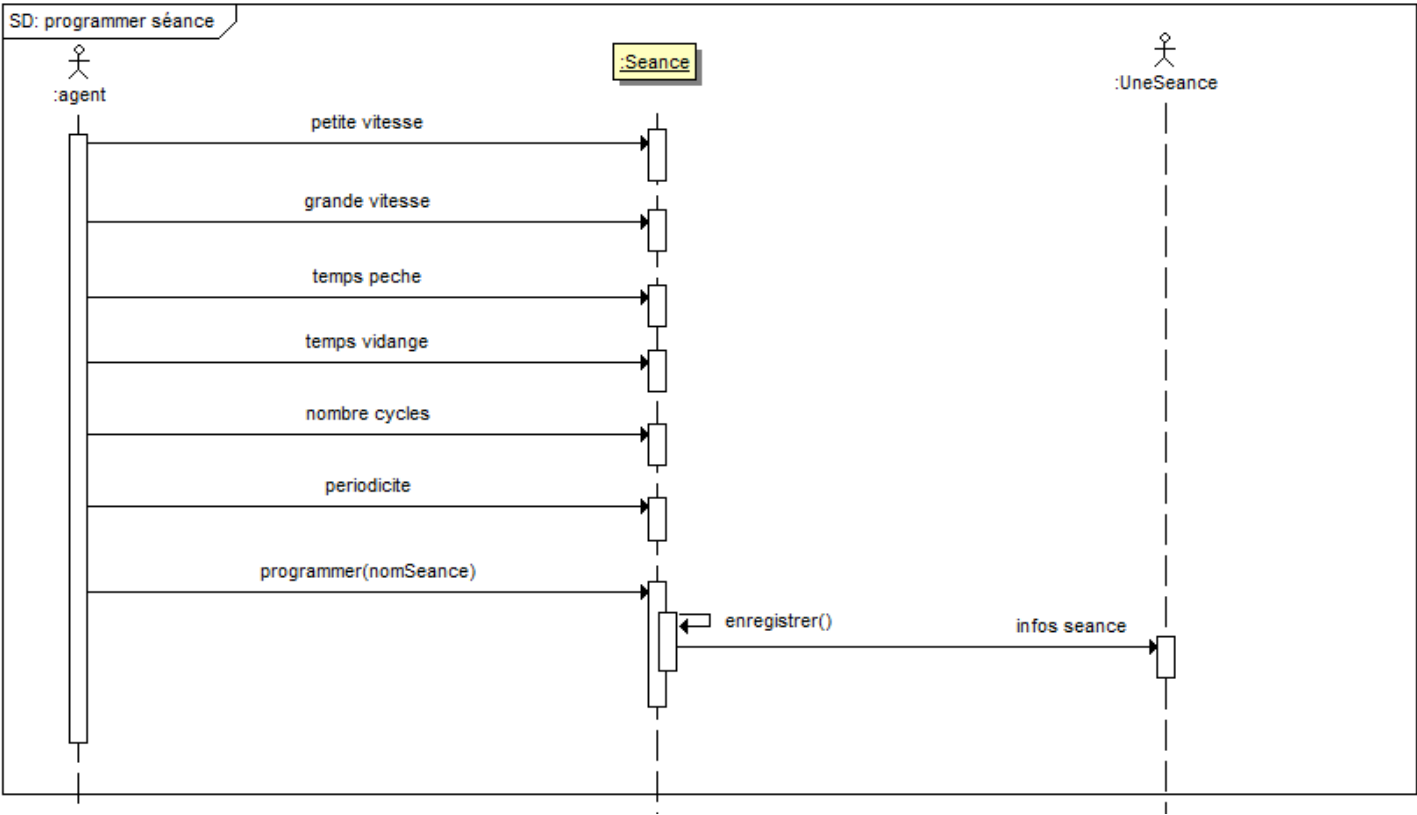 SD: programmer séance
:agent
:Seance
:UneSeance
petite vitesse
grande vitesse
temps peche
temps vidange
nombre cycles
periodicite
programmer(nomSeance)
enregistrer()
infos seance